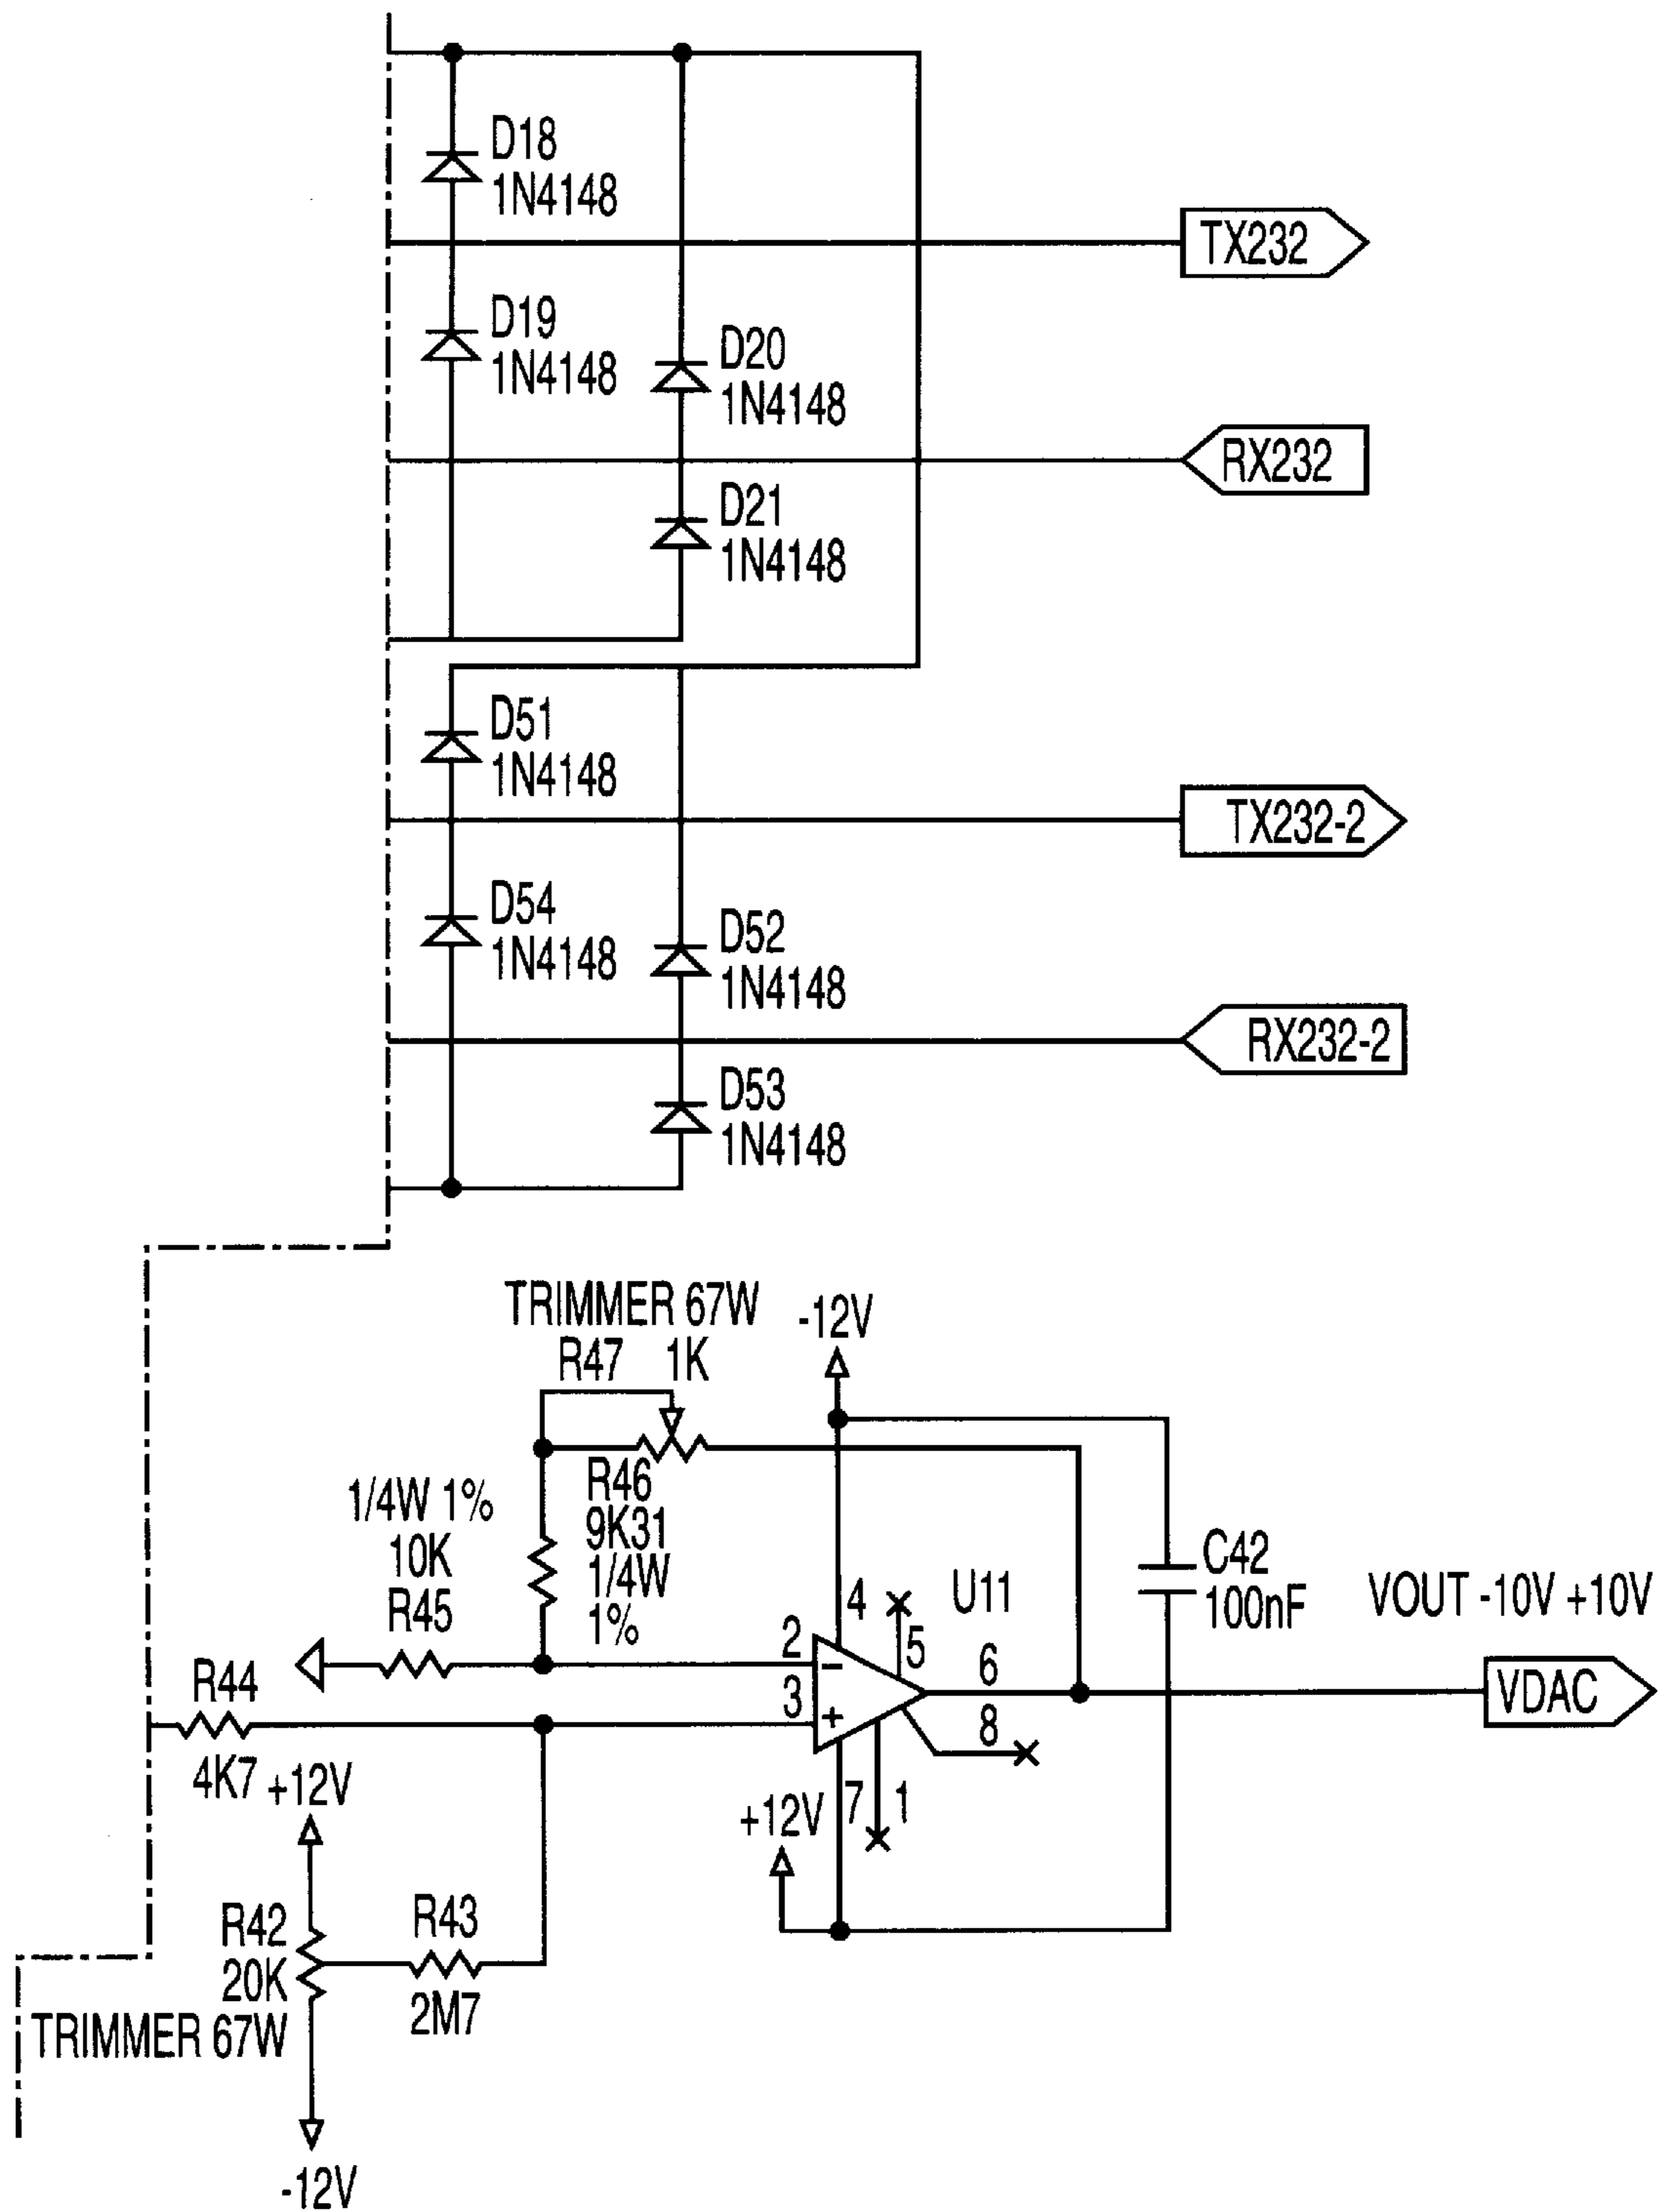 D18
1N4148
TX232
D19
1N4148
D20
1N4148
RX232
D21
1N4148
D51
1N4148
TX232-2
D54
1N4148
D52
1N4148
RX232-2
D53
1N4148
TRIMMER 67W
R47 1K
-12V
1/4W 1%
10K
R45
R46
9K31
1/4W
1%
4
5
U11
C42
100nF
VOUT -10V +10V
2
-
3
+
6
8
VDAC
R44
4K7
+12V
+12V
7
1
R42
20K
TRIMMER 67W
R43
2M7
-12V